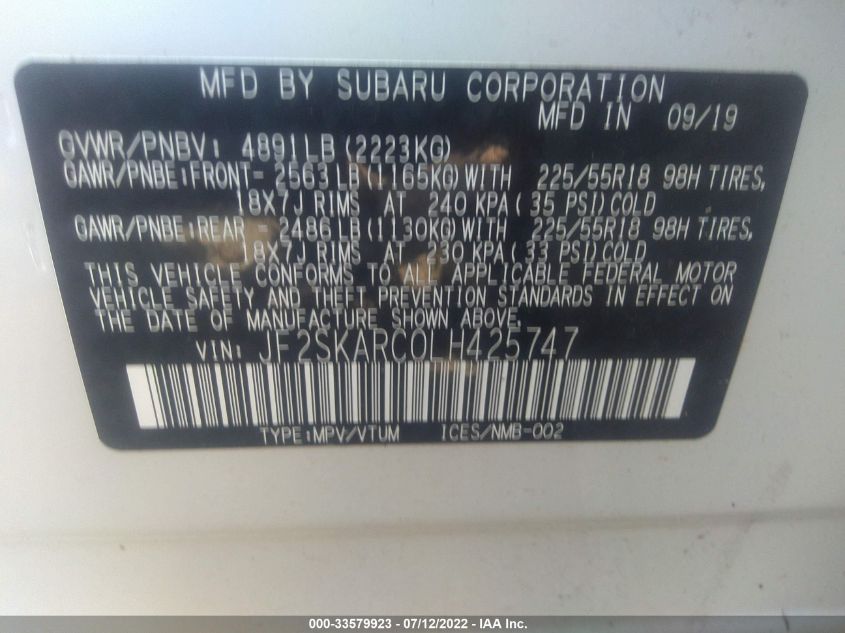 MFD BY SUBARU CORPORATION
MFD IN 09/19
GVWR/PNBV: 4891LB (2223KG)
GAWR/PNBE:FRONT- 2563LB (1165KG) WITH 225/55R18 98H TIRES,
18X7J RIMS AT 240 KPA( 35 PSI) COLD
GAWR/PNBE:REAR - 2486LB (1130KG) WITH 225/55R18 98H TIRES,
18X7J RIMS AT 230 KPA( 33 PSI) COLD
THIS VEHICLE CONFORMS TO ALL APPLICABLE FEDERAL MOTOR
VEHICLE SAFETY AND THEFT PREVENTION STANDARDS IN EFFECT ON
THE DATE OF MANUFACTURE SHOWN ABOVE.
VIN: JF2SKARC0LH425747
TYPE:MPV/VTUM ICES/NMB-002
000-33579923 - 07/12/2022 - IAA Inc.